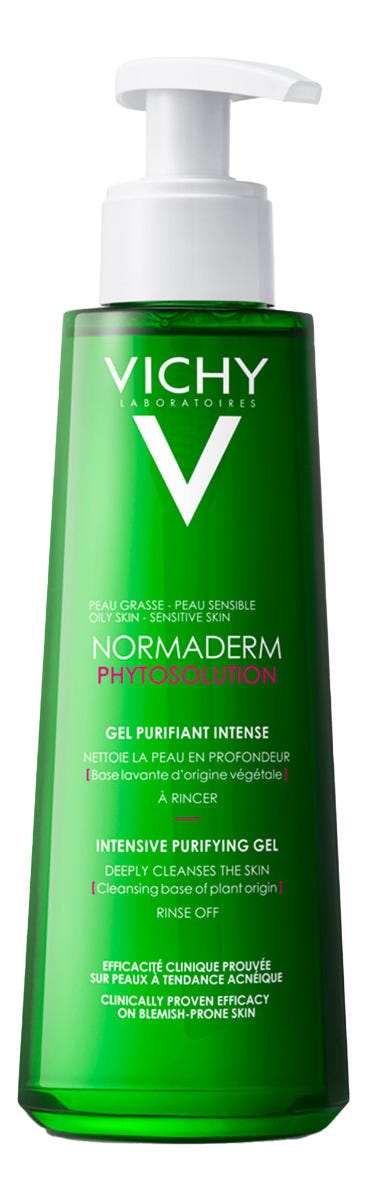 VICHY
LABORATOIRES
V
PEAU GRASSE - PEAU SENSIBLE
OILY SKIN - SENSITIVE SKIN
NORMADERM
PHYTOSOLUTION
GEL PURIFIANT INTENSE
NETTOIE LA PEAU EN PROFONDEUR
[Base lavante d'origine végétale]
À RINCER
INTENSIVE PURIFYING GEL
DEEPLY CLEANSES THE SKIN
[Cleansing base of plant origin]
RINSE OFF
EFFICACITÉ CLINIQUE PROUVÉE
SUR PEAUX À TENDANCE ACNÉIQUE
CLINICALLY PROVEN EFFICACY
ON BLEMISH-PRONE SKIN